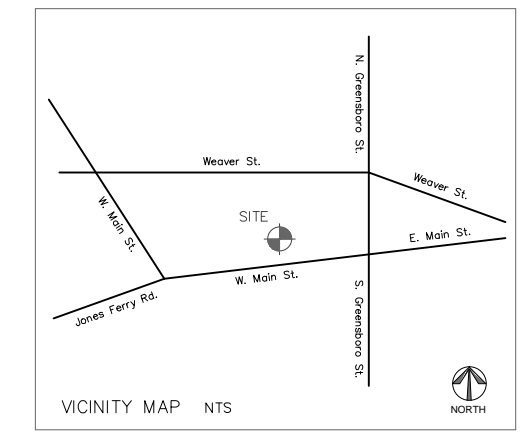 N. Greensboro St.
Weaver St.
Weaver St.
W. Main St.
SITE
E. Main St.
W. Main St.
Jones Ferry Rd.
S. Greensboro St.
VICINITY MAP NTS
NORTH